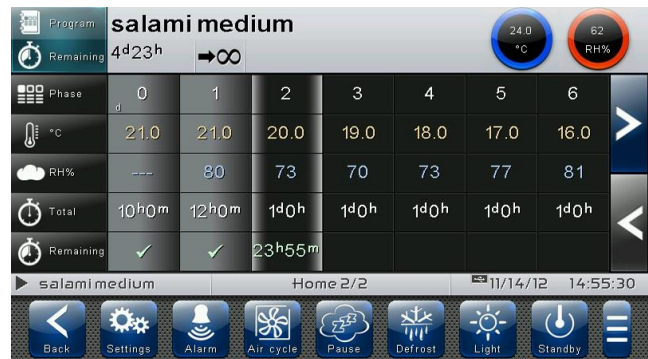 Program salami medium
24.0 °C
62 RH%
Remaining 4d23h ➡∞
Phase d 0 1 2 3 4 5 6
°C 21.0 21.0 20.0 19.0 18.0 17.0 16.0
RH% --- 80 73 70 73 77 81
Total 10h0m 12h0m 1d0h 1d0h 1d0h 1d0h 1d0h
Remaining ✓ ✓ 23h55m
salami medium Home 2/2 11/14/12 14:55:30
Back Settings Alarm Air cycle Pause Defrost Light Standby